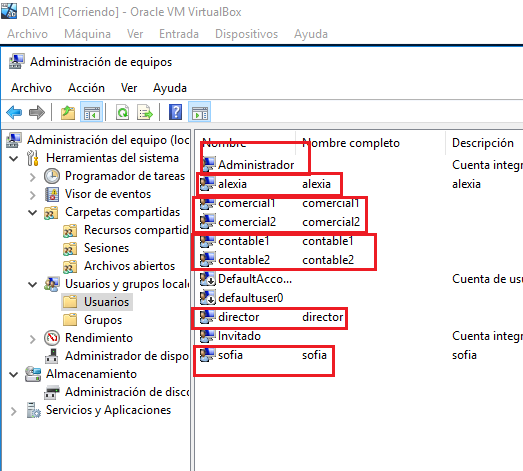 DAM1 [Corriendo] - Oracle VM VirtualBox
Archivo Máquina Ver Entrada Dispositivos Ayuda
Administración de equipos
Archivo Acción Ver Ayuda
Administración del equipo (loc
Herramientas del sistema
Programador de tareas
Visor de eventos
Carpetas compartidas
Recursos compartid
Sesiones
Archivos abiertos
Usuarios y grupos locale
Usuarios
Grupos
Rendimiento
Administrador de dispo
Almacenamiento
Administración de disco
Servicios y Aplicaciones
Nombre Nombre completo Descripción
Administrador Cuenta integr
alexia alexia alexia
comercial1 comercial1
comercial2 comercial2
contable1 contable1
contable2 contable2
DefaultAcco... Cuenta de usu
defaultuser0
director director
Invitado Cuenta integr
sofia sofia sofia